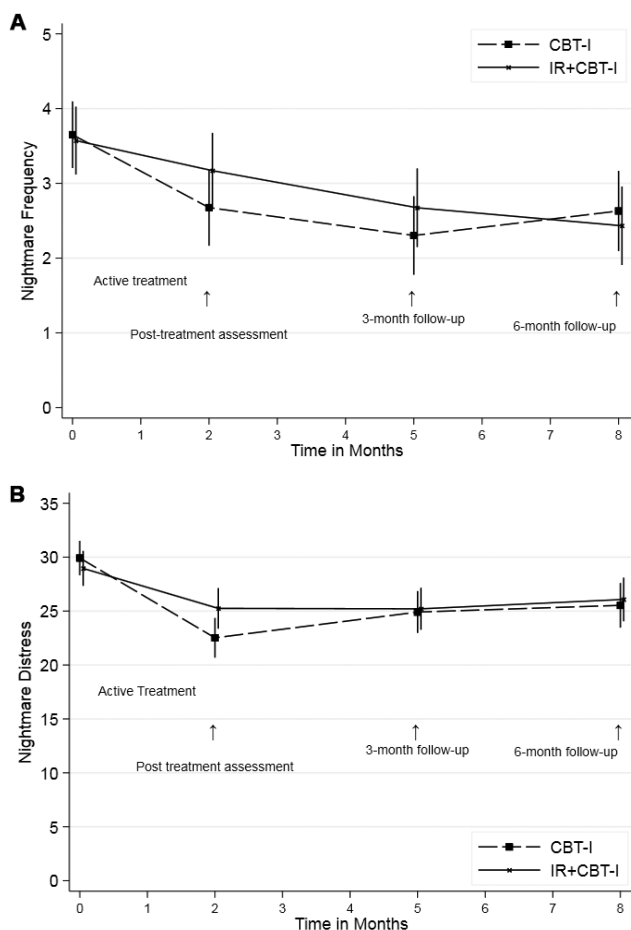 A
5
4
3
2
1
0
Nightmare Frequency
CBT-I
IR+CBT-I
Active treatment
↑
Post-treatment assessment
↑
3-month follow-up
↑
6-month follow-up
0 1 2 3 4 5 6 7 8
Time in Months
B
35
30
25
20
15
10
5
0
Nightmare Distress
Active Treatment
↑
Post treatment assessment
↑
3-month follow-up
↑
6-month follow-up
CBT-I
IR+CBT-I
0 1 2 3 4 5 6 7 8
Time in Months